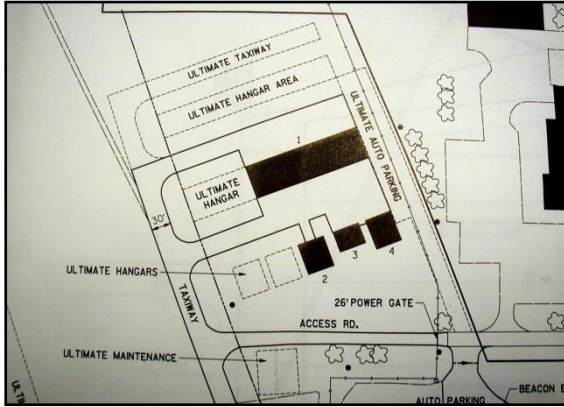 ULTIMATE TAXIWAY
ULTIMATE HANGAR AREA
1
ULTIMATE AUTO PARKING
ULTIMATE
HANGAR
30'
ULTIMATE HANGARS
2
3
4
TAXIWAY
26' POWER GATE
ACCESS RD.
ULTIMATE MAINTENANCE
AUTO PARKING
BEACON